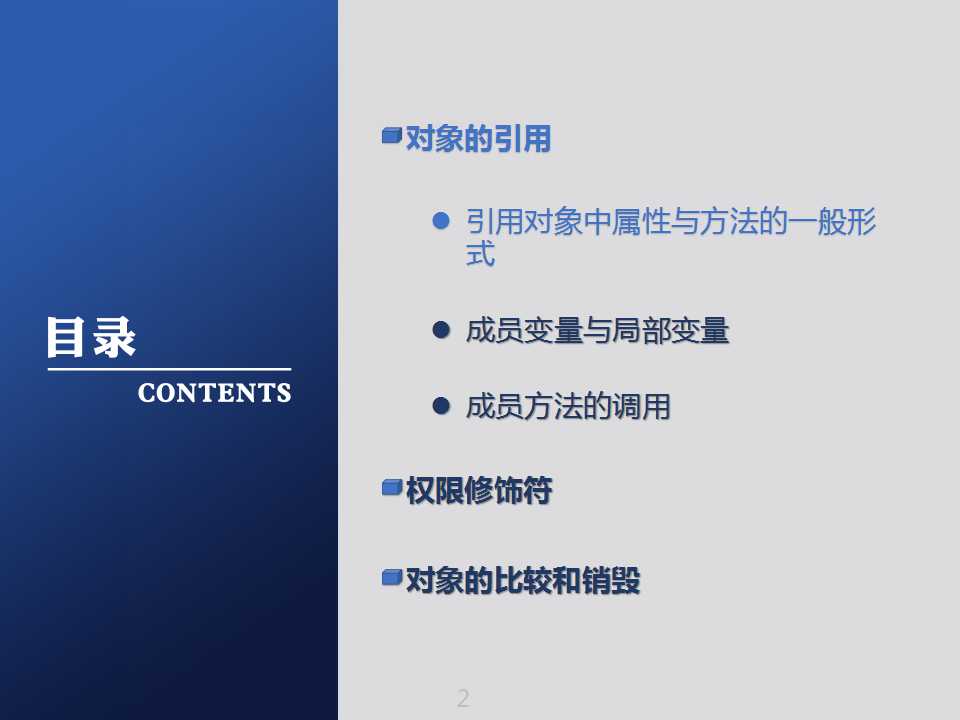 目录
CONTENTS
对象的引用
引用对象中属性与方法的一般形
式
成员变量与局部变量
成员方法的调用
权限修饰符
对象的比较和销毁
2